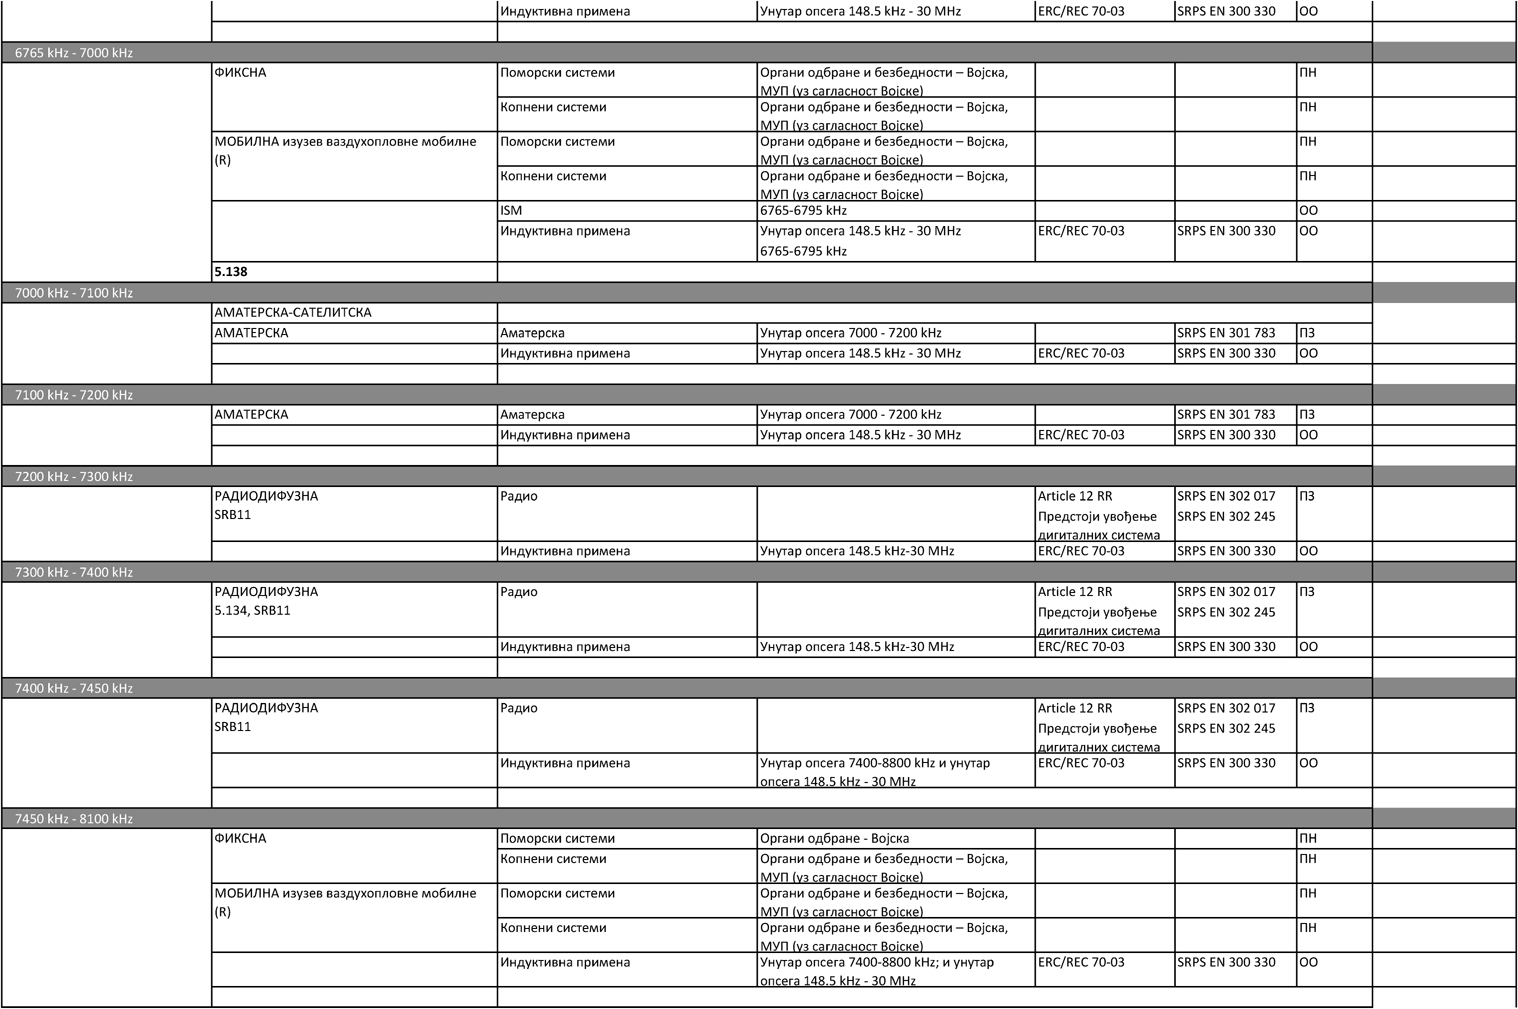 Индуктивна примена Унутар опсега 148.5 kHz - 30 MHz ERC/REC 70-03 SRPS EN 300 330 ОО
6765 kHz - 7000 kHz
ФИКСНА Поморски системи Органи одбране и безбедности – Војска, ПН
МУП (уз сагласност Војске)
Копнени системи Органи одбране и безбедности – Војска, ПН
МУП (уз сагласност Војске)
МОБИЛНА изузев ваздухопловне мобилне Поморски системи Органи одбране и безбедности – Војска, ПН
(R) МУП (уз сагласност Војске)
Копнени системи Органи одбране и безбедности – Војска, ПН
МУП (уз сагласност Војске)
ISM 6765-6795 kHz ОО
Индуктивна примена Унутар опсега 148.5 kHz - 30 MHz ERC/REC 70-03 SRPS EN 300 330 ОО
6765-6795 kHz
5.138
7000 kHz - 7100 kHz
АМАТЕРСКА-САТЕЛИТСКА
АМАТЕРСКА Аматерска Унутар опсега 7000 - 7200 kHz SRPS EN 301 783 ПЗ
Индуктивна примена Унутар опсега 148.5 kHz - 30 MHz ERC/REC 70-03 SRPS EN 300 330 ОО
7100 kHz - 7200 kHz
АМАТЕРСКА Аматерска Унутар опсега 7000 - 7200 kHz SRPS EN 301 783 ПЗ
Индуктивна примена Унутар опсега 148.5 kHz - 30 MHz ERC/REC 70-03 SRPS EN 300 330 ОО
7200 kHz - 7300 kHz
РАДИОДИФУЗНА Радио Article 12 RR SRPS EN 302 017 ПЗ
SRB11 Предстоји увођење SRPS EN 302 245
дигиталних система
Индуктивна примена Унутар опсега 148.5 kHz-30 MHz ERC/REC 70-03 SRPS EN 300 330 ОО
7300 kHz - 7400 kHz
РАДИОДИФУЗНА Радио Article 12 RR SRPS EN 302 017 ПЗ
5.134, SRB11 Предстоји увођење SRPS EN 302 245
дигиталних система
Индуктивна примена Унутар опсега 148.5 kHz-30 MHz ERC/REC 70-03 SRPS EN 300 330 ОО
7400 kHz - 7450 kHz
РАДИОДИФУЗНА Радио Article 12 RR SRPS EN 302 017 ПЗ
SRB11 Предстоји увођење SRPS EN 302 245
дигиталних система
Индуктивна примена Унутар опсега 7400-8800 kHz и унутар ERC/REC 70-03 SRPS EN 300 330 ОО
опсега 148.5 kHz - 30 MHz
7450 kHz - 8100 kHz
ФИКСНА Поморски системи Органи одбране - Војска ПН
Копнени системи Органи одбране и безбедности – Војска, ПН
МУП (уз сагласност Војске)
МОБИЛНА изузев ваздухопловне мобилне Поморски системи Органи одбране и безбедности – Војска, ПН
(R) МУП (уз сагласност Војске)
Копнени системи Органи одбране и безбедности – Војска, ПН
МУП (уз сагласност Војске)
Индуктивна примена Унутар опсега 7400-8800 kHz; и унутар ERC/REC 70-03 SRPS EN 300 330 ОО
опсега 148.5 kHz - 30 MHz